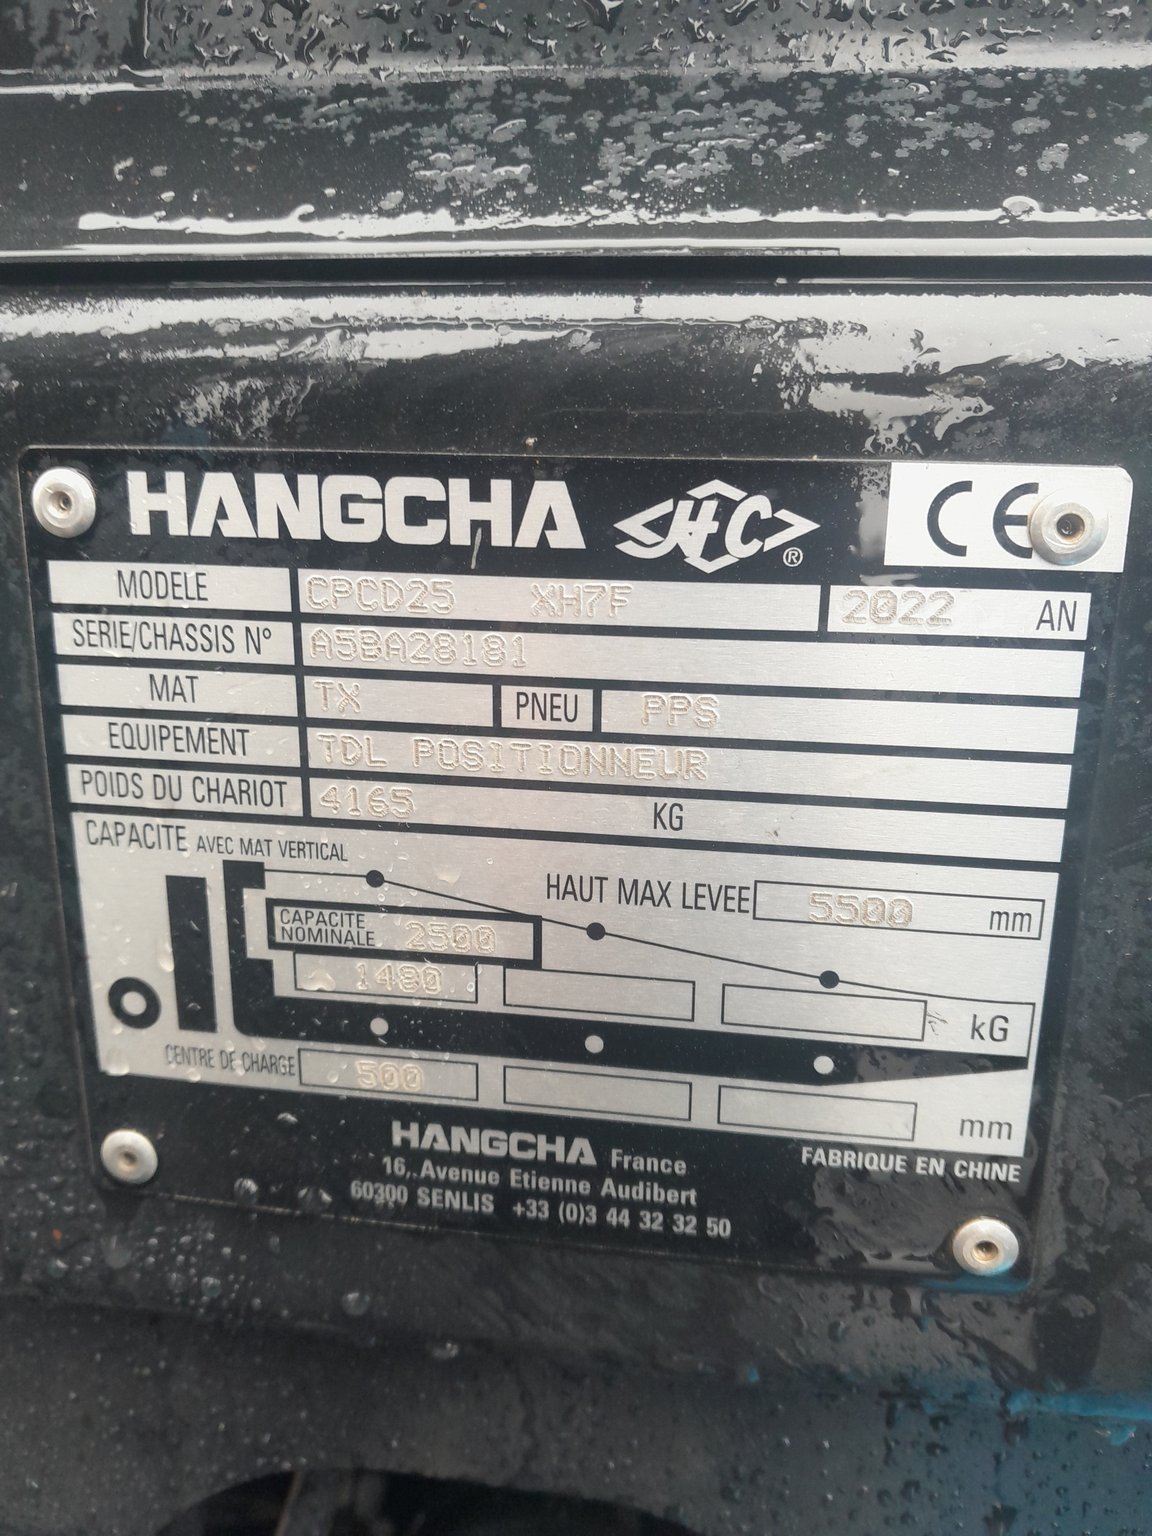 HANGCHA HC ® CE
MODELE CPCD25 XH7F 2022 AN
SERIE/CHASSIS N° A5BA28181
MAT TX PNEU PPS
EQUIPEMENT TDL POSITIONNEUR
POIDS DU CHARIOT 4165 KG
CAPACITE AVEC MAT VERTICAL
HAUT MAX LEVEE 5500 mm
CAPACITE
NOMINALE 2500
1480 kG
CENTRE DE CHARGE 500 mm
HANGCHA France
FABRIQUE EN CHINE
16, Avenue Etienne Audibert
60300 SENLIS +33 (0)3 44 32 32 50